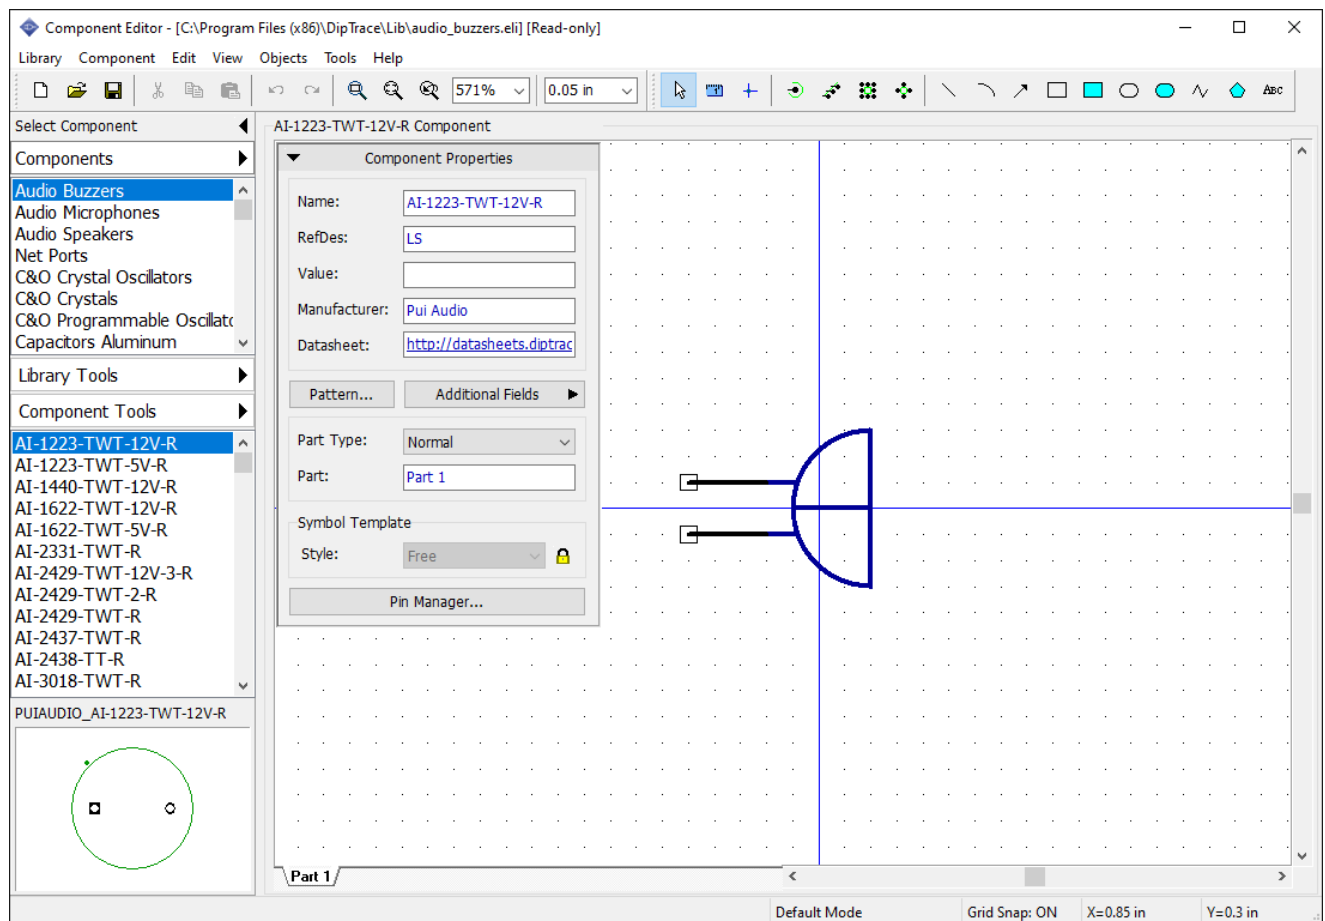 Component Editor - [C:\Program Files (x86)\DipTrace\Lib\audio_buzzers.eli] [Read-only]
Library Component Edit View Objects Tools Help
571% 0.05 in ABC
Select Component
AI-1223-TWT-12V-R Component
Components
Audio Buzzers
Audio Microphones
Audio Speakers
Net Ports
C&O Crystal Oscillators
C&O Crystals
C&O Programmable Oscillatc
Capacitors Aluminum
Library Tools
Component Tools
AI-1223-TWT-12V-R
AI-1223-TWT-5V-R
AI-1440-TWT-12V-R
AI-1622-TWT-12V-R
AI-1622-TWT-5V-R
AI-2331-TWT-R
AI-2429-TWT-12V-3-R
AI-2429-TWT-2-R
AI-2429-TWT-R
AI-2437-TWT-R
AI-2438-TT-R
AI-3018-TWT-R
PUIAUDIO_AI-1223-TWT-12V-R
Component Properties
Name: AI-1223-TWT-12V-R
RefDes: LS
Value:
Manufacturer: Pui Audio
Datasheet: http://datasheets.diptrac
Pattern... Additional Fields
Part Type: Normal
Part: Part 1
Symbol Template
Style: Free
Pin Manager...
Part 1
Default Mode Grid Snap: ON X=0.85 in Y=0.3 in